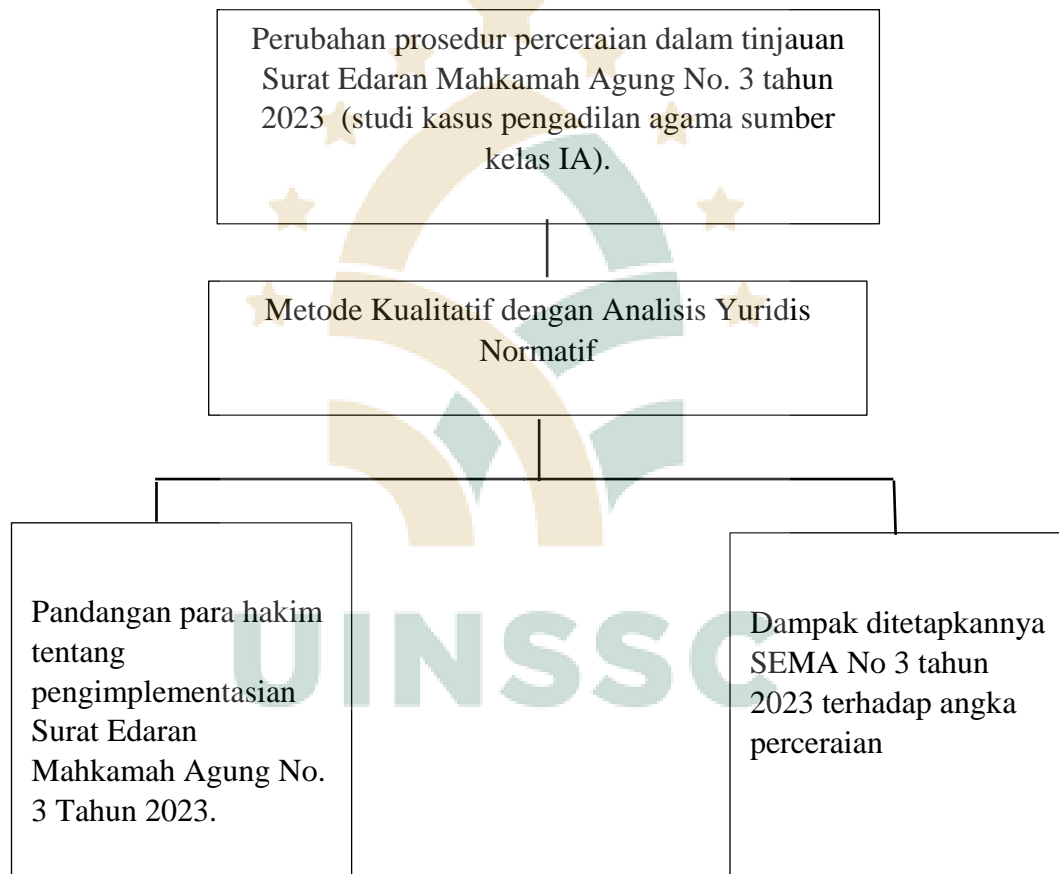 Perubahan prosedur perceraian dalam tinjauan
Surat Edaran Mahkamah Agung No. 3 tahun
2023 (studi kasus pengadilan agama sumber
kelas IA).
Metode Kualitatif dengan Analisis Yuridis
Normatif
Pandangan para hakim
tentang
pengimplementasian
Surat Edaran
Mahkamah Agung No.
3 Tahun 2023.
Dampak ditetapkannya
SEMA No 3 tahun
2023 terhadap angka
perceraian
UINSSC